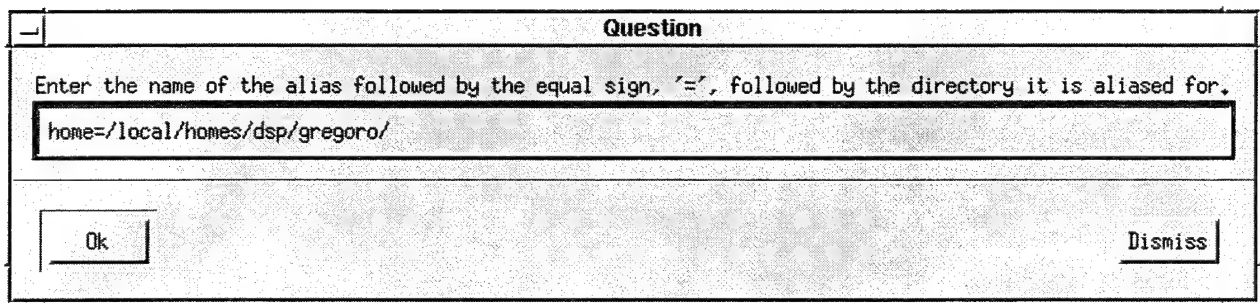 Question
Enter the name of the alias followed by the equal sign, '=', followed by the directory it is aliased for.
home=/local/homes/dsp/gregoro/
Ok
Dismiss